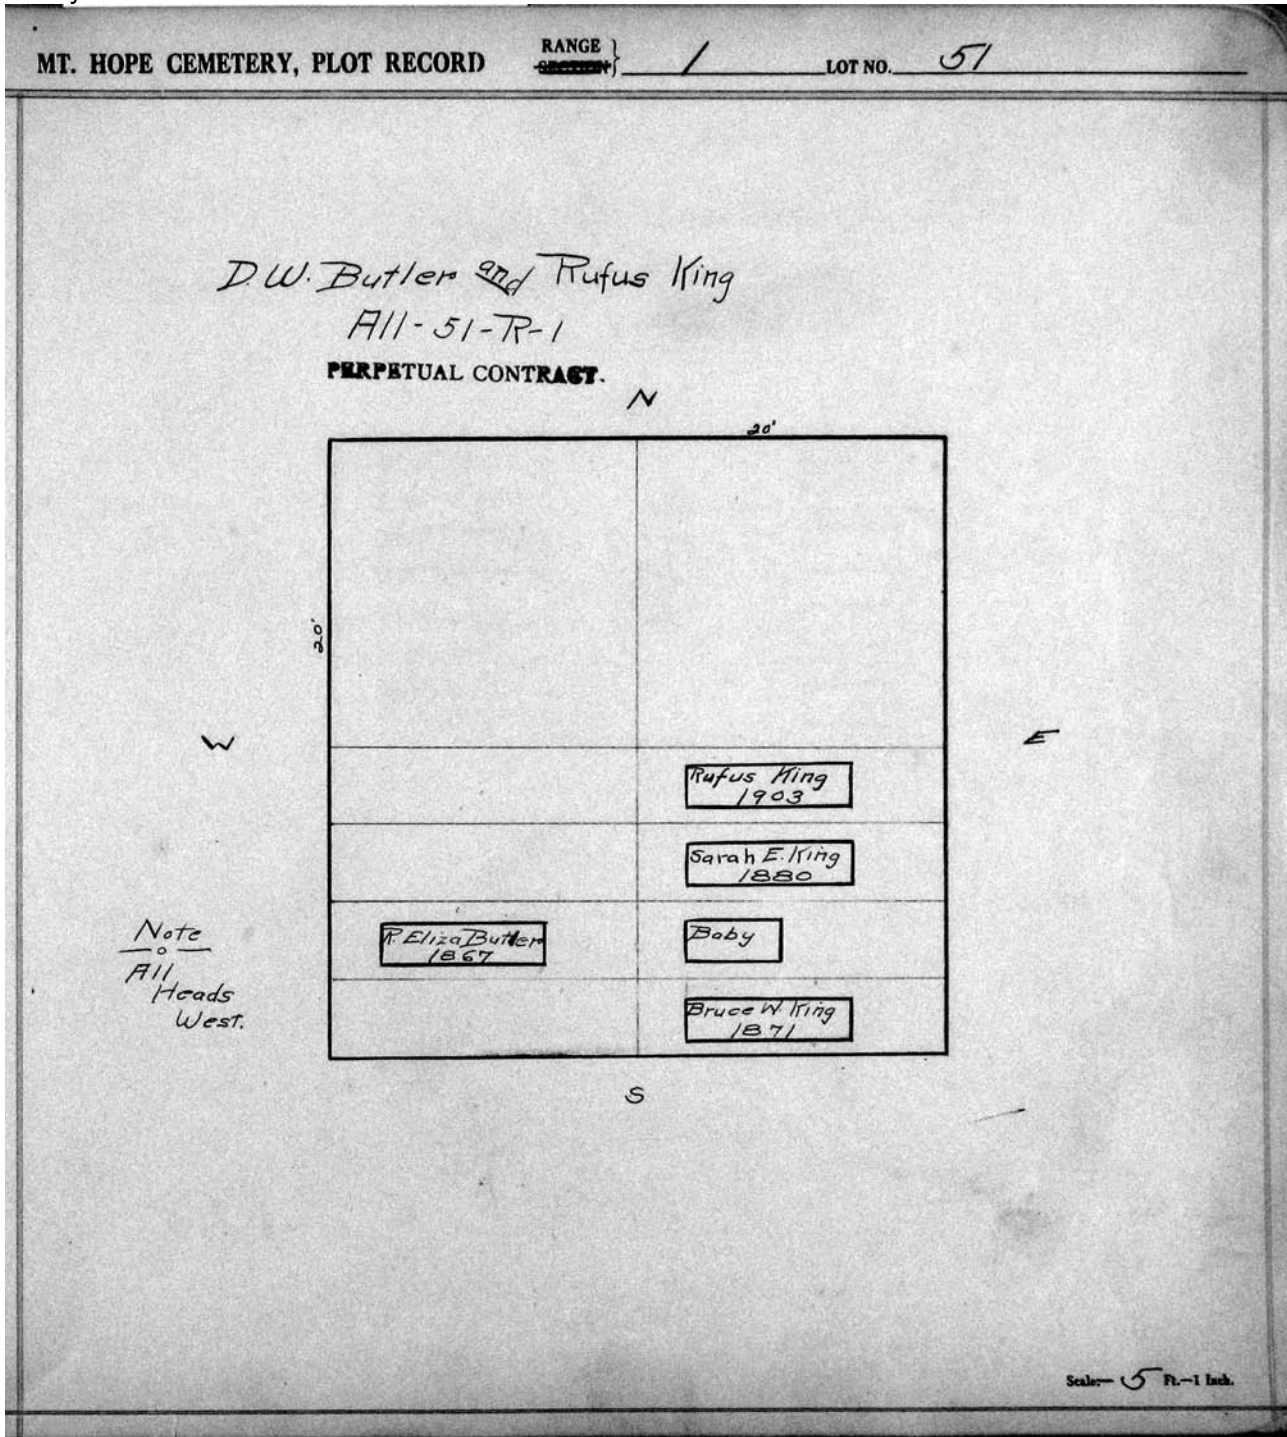 MT. HOPE CEMETERY, PLOT RECORD
RANGE
SECTION
1
LOT NO. 51
D.W. Butler and Rufus King
All-51-R-1
PERPETUAL CONTRACT.
N
20'
20'
W
E
Rufus King
1903
Sarah E. King
1880
Note
All
Heads
West.
R. Eliza Butler
1867
Baby
Bruce W. King
1871
S
Scale:— 5 Ft.—1 Inch.